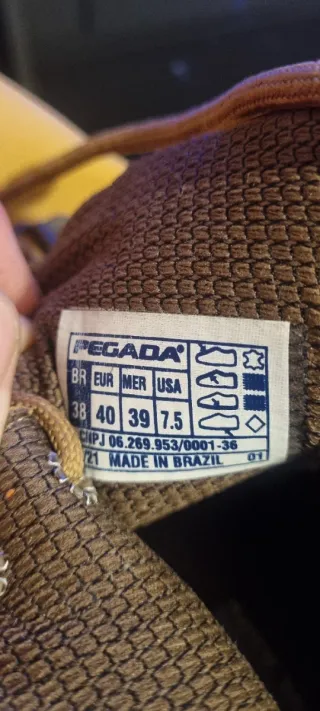 PEGADA®
BR EUR MER USA
38 40 39 7.5
CNPJ 06.269.953/0001-36
/21 MADE IN BRAZIL 01